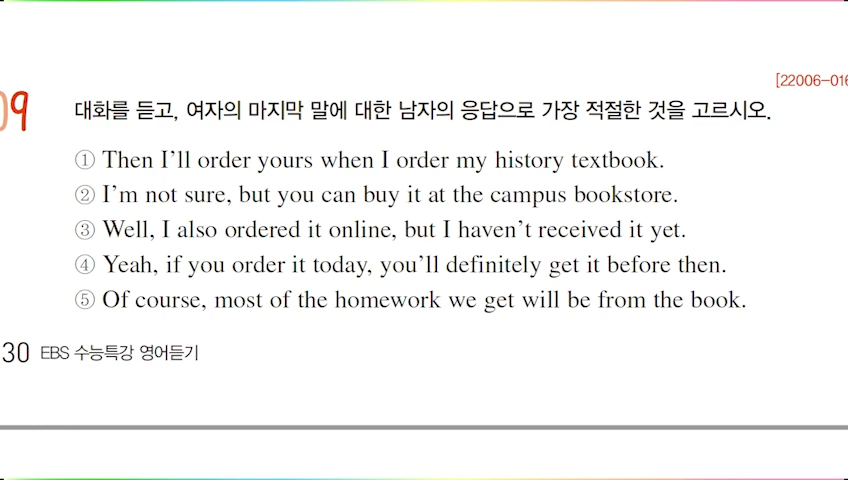 [22006-016
09
대화를 듣고, 여자의 마지막 말에 대한 남자의 응답으로 가장 적절한 것을 고르시오.
① Then I'll order yours when I order my history textbook.
② I'm not sure, but you can buy it at the campus bookstore.
③ Well, I also ordered it online, but I haven't received it yet.
④ Yeah, if you order it today, you'll definitely get it before then.
⑤ Of course, most of the homework we get will be from the book.
30 EBS 수능특강 영어듣기